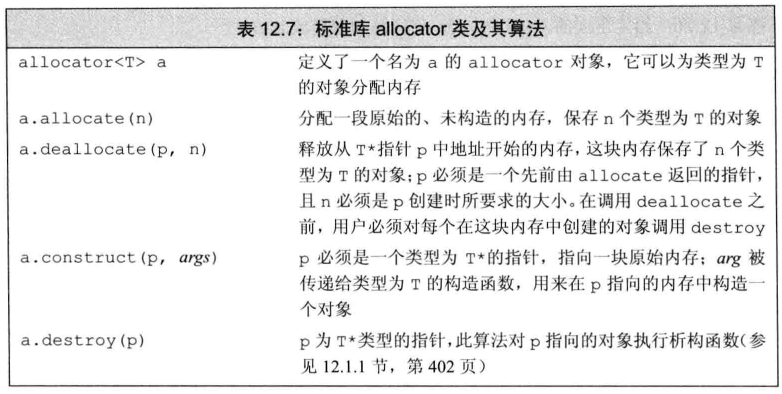 表 12.7：标准库 allocator 类及其算法
allocator<T> a 定义了一个名为 a 的 allocator 对象，它可以为类型为 T
的对象分配内存
a.allocate(n) 分配一段原始的、未构造的内存，保存 n 个类型为 T 的对象
a.deallocate(p, n) 释放从 T*指针 p 中地址开始的内存，这块内存保存了 n 个类
型为 T 的对象；p 必须是一个先前由 allocate 返回的指针，
且 n 必须是 p 创建时所要求的大小。在调用 deallocate 之
前，用户必须对每个在这块内存中创建的对象调用 destroy
a.construct(p, args) p 必须是一个类型为 T*的指针，指向一块原始内存；arg 被
传递给类型为 T 的构造函数，用来在 p 指向的内存中构造一
个对象
a.destroy(p) p 为 T*类型的指针，此算法对 p 指向的对象执行析构函数（参
见 12.1.1 节，第 402 页）